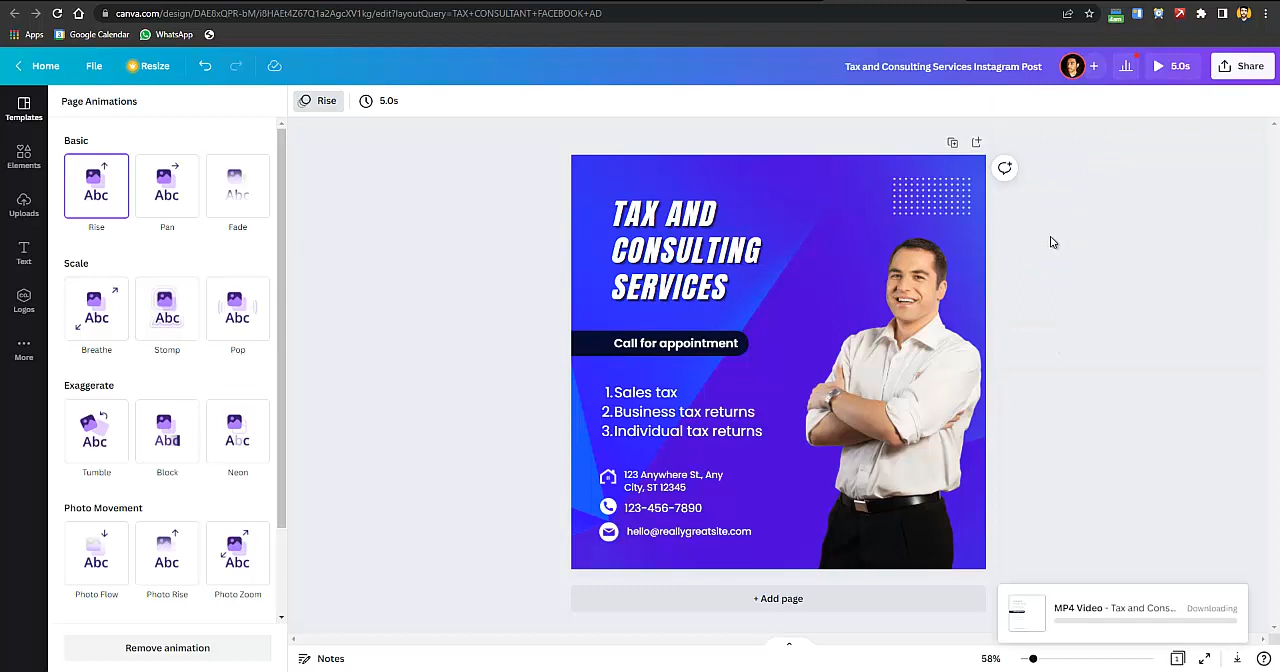 canva.com/design/DAE8xQPR-bM/i8HAEt4Z67Q1a2AgcXV1kg/edit?layoutQuery=TAX+CONSULTANT+FACEBOOK+AD
Apps
Google Calendar
WhatsApp
4am
Home
File
Resize
Tax and Consulting Services Instagram Post
5.0s
Share
Templates
Elements
Uploads
Text
CO.
Logos
More
Page Animations
Rise
5.0s
Basic
Abc
Abc
Abc
Rise
Pan
Fade
Scale
Abc
Abc
Abc
Breathe
Stomp
Pop
Exaggerate
Abc
Abc
Abc
Tumble
Block
Neon
Photo Movement
Abc
Abc
Abc
Photo Flow
Photo Rise
Photo Zoom
Remove animation
TAX AND
CONSULTING
SERVICES
Call for appointment
1.Sales tax
2.Business tax returns
3.Individual tax returns
123 Anywhere St., Any
City, ST 12345
123-456-7890
hello@reallygreatsite.com
+ Add page
MP4 Video - Tax and Cons...
Downloading
Notes
58%
1